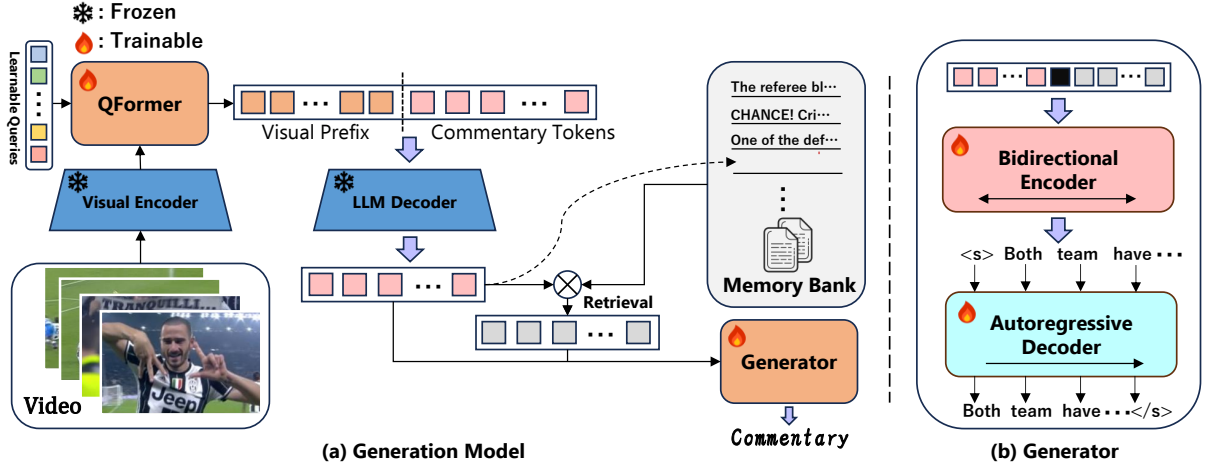 : Frozen
: Trainable
Learnable Queries
QFormer
Visual Prefix
Commentary Tokens
Visual Encoder
LLM Decoder
TRANQUILLI...
Jeep
Video
The referee bl⋯
CHANCE! Cri⋯
One of the def⋯
Memory Bank
Retrieval
Generator
Commentary
(a) Generation Model
Bidirectional
Encoder
<s> Both team have ⋯
Autoregressive
Decoder
Both team have ⋯</s>
(b) Generator